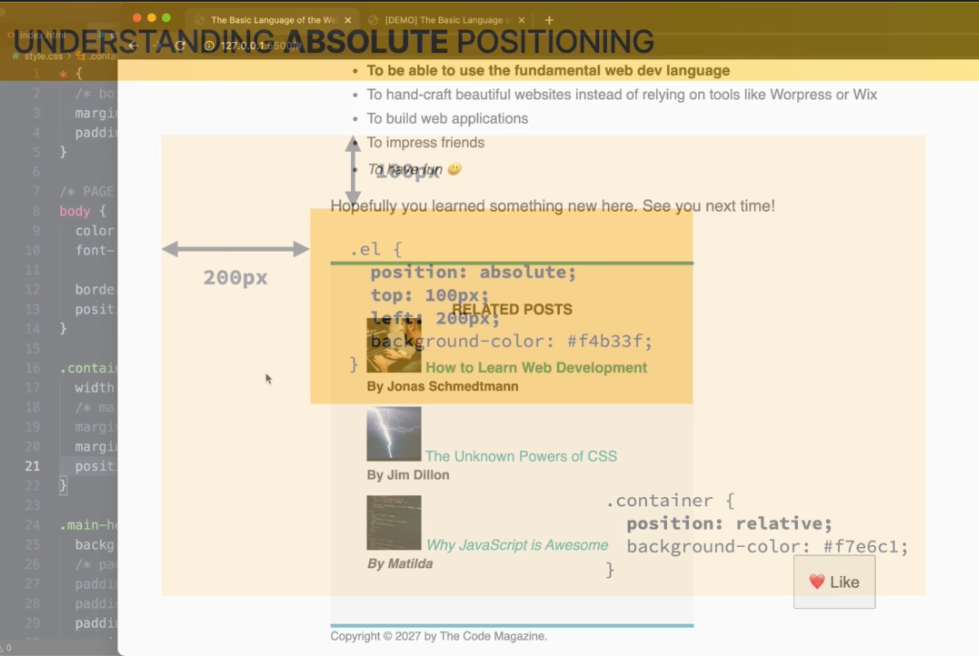 The Basic Language of the We
[DEMO] The Basic Language o
index.html
127.0.0.1:5500/
UNDERSTANDING ABSOLUTE POSITIONING
style.css
.conta
To be able to use the fundamental web dev language
To hand-craft beautiful websites instead of relying on tools like Worpress or Wix
To build web applications
To impress friends
To have fun 😀
100px
Hopefully you learned something new here. See you next time!
200px
.el {
position: absolute;
top: 100px;
left: 200px;
background-color: #f4b33f;
}
RELATED POSTS
How to Learn Web Development
By Jonas Schmedtmann
The Unknown Powers of CSS
By Jim Dillon
Why JavaScript is Awesome
By Matilda
.container {
position: relative;
background-color: #f7e6c1;
}
❤️ Like
Copyright © 2027 by The Code Magazine.
1 * {
2 /* bo
3 margi
4 paddi
5 }
6
7 /* PAGE
8 body {
9 color
10 font-
11
12 borde
13 posit
14 }
15
16 .contai
17 width
18 /* ma
19 margi
20 margi
21 posit
22 }
23
24 .main-he
25 backg
26 /* pa
27 paddi
28 paddi
29 paddi
0